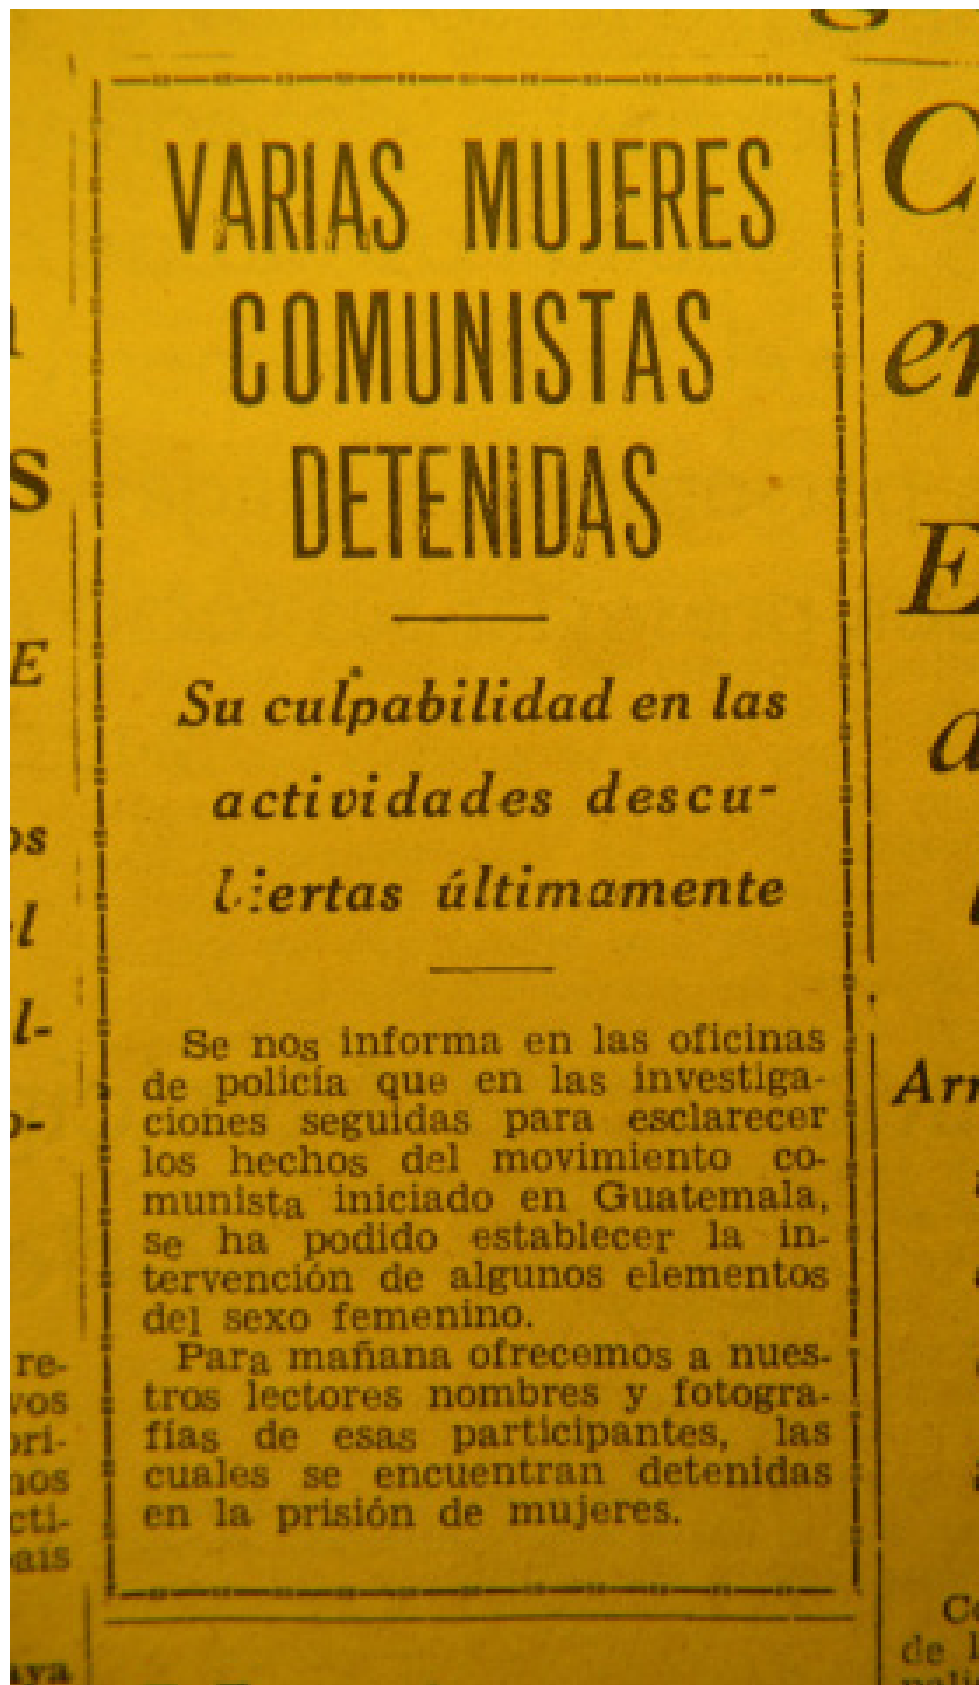 VARIAS MUJERES
COMUNISTAS
DETENIDAS
Su culpabilidad en las
actividades descu-
biertas últimamente
Se nos informa en las oficinas
de policía que en las investiga-
ciones seguidas para esclarecer
los hechos del movimiento co-
munista iniciado en Guatemala,
se ha podido establecer la in-
tervención de algunos elementos
del sexo femenino.
Para mañana ofrecemos a nues-
tros lectores nombres y fotogra-
fías de esas participantes, las
cuales se encuentran detenidas
en la prisión de mujeres.